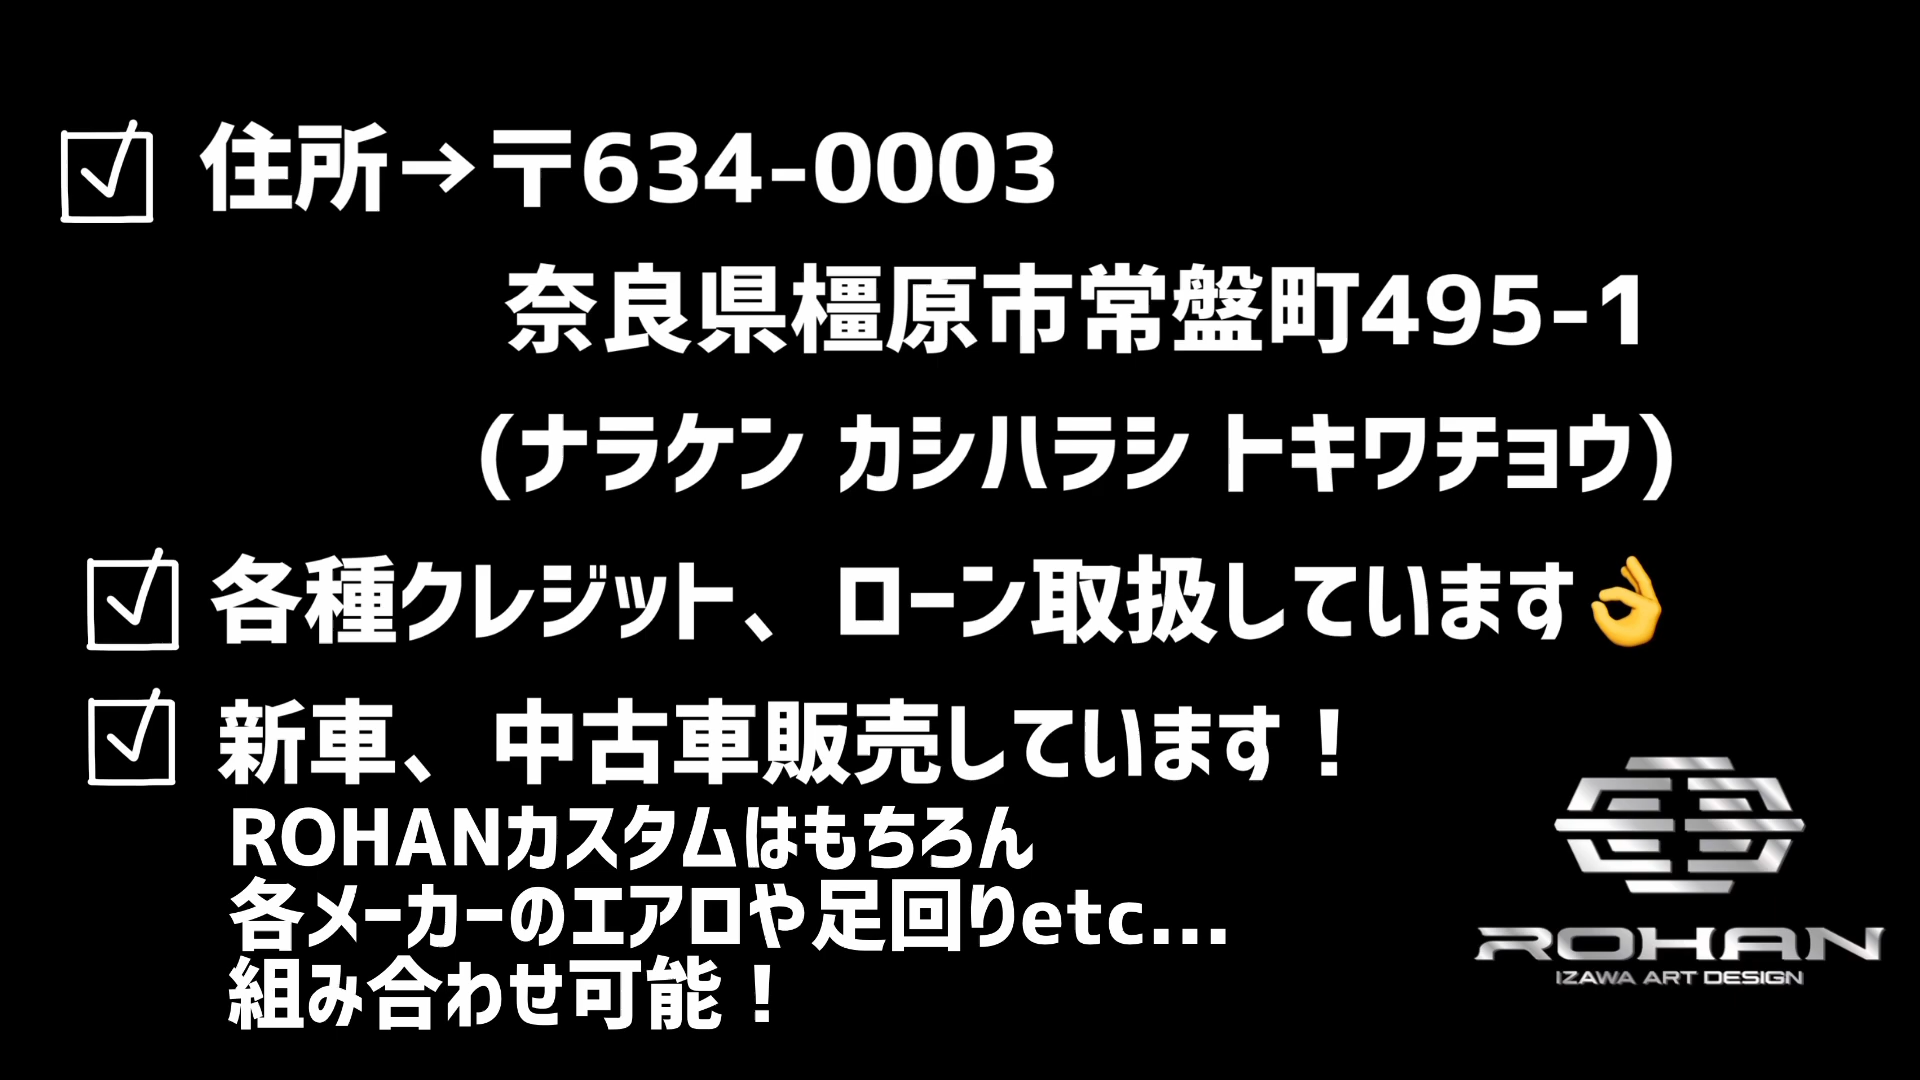 住所→〒634-0003
奈良県橿原市常盤町495-1
(ナラケン カシハラシ トキワチョウ)
各種クレジット、ローン取扱しています👌
新車、中古車販売しています！
ROHANカスタムはもちろん
各メーカーのエアロや足回りetc...
組み合わせ可能！
ROHAN
IZAWA ART DESIGN